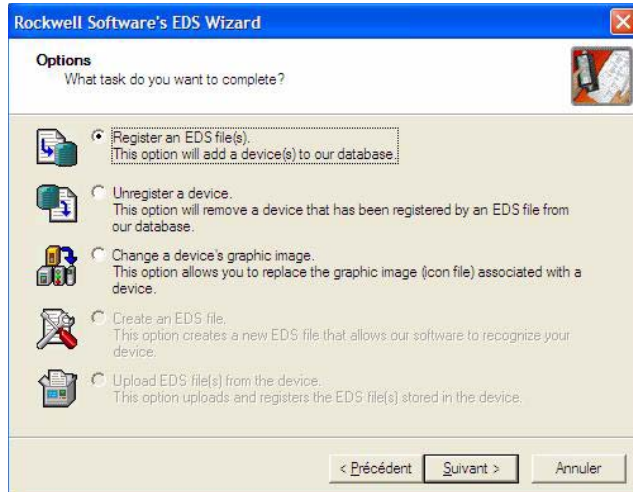 Rockwell Software's EDS Wizard
Options
What task do you want to complete?
Register an EDS file(s).
This option will add a device(s) to our database.
Unregister a device.
This option will remove a device that has been registered by an EDS file from
our database.
Change a device's graphic image.
This option allows you to replace the graphic image (icon file) associated with a
device.
Create an EDS file.
This option creates a new EDS file that allows our software to recognize your
device.
Upload EDS file(s) from the device.
This option uploads and registers the EDS file(s) stored in the device.
< Précédent Suivant > Annuler